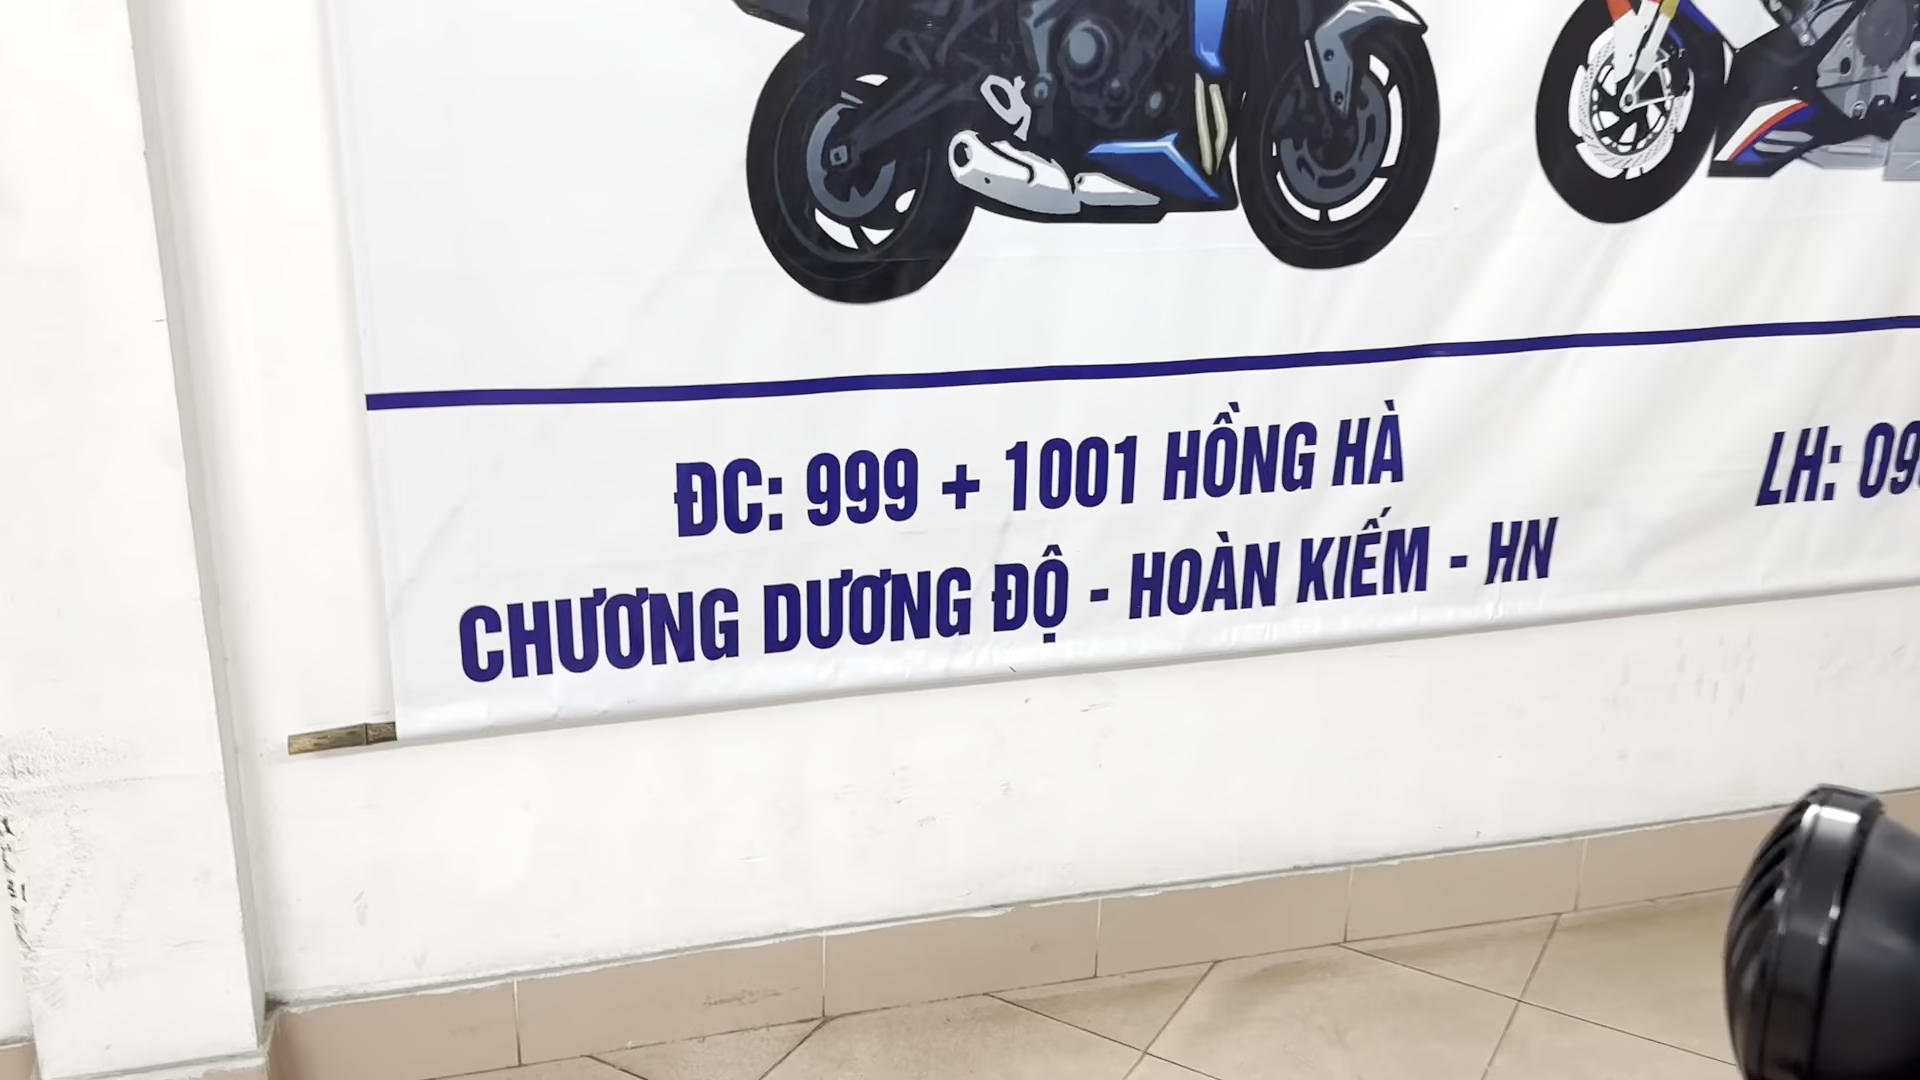 ĐC: 999 + 1001 HỒNG HÀ
CHƯƠNG DƯƠNG ĐỘ - HOÀN KIẾM - HN
LH: